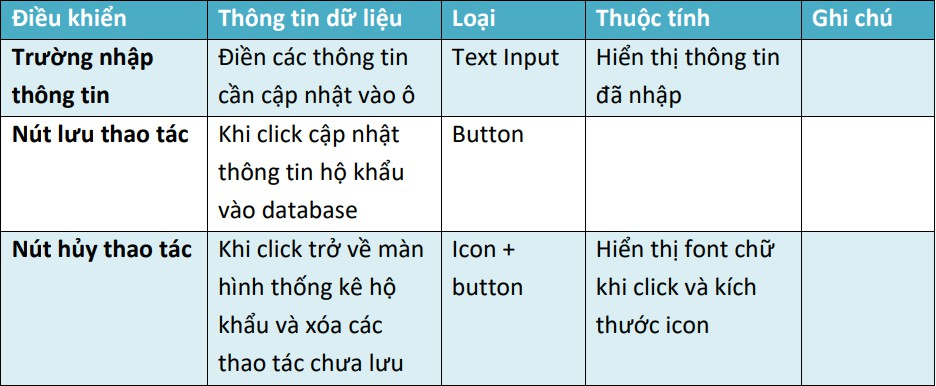 Điều khiển Thông tin dữ liệu Loại Thuộc tính Ghi chú
Trường nhập Điền các thông tin Text Input Hiển thị thông tin
thông tin cần cập nhật vào ô đã nhập
Nút lưu thao tác Khi click cập nhật Button
thông tin hộ khẩu
vào database
Nút hủy thao tác Khi click trở về màn Icon + Hiển thị font chữ
hình thống kê hộ button khi click và kích
khẩu và xóa các thước icon
thao tác chưa lưu